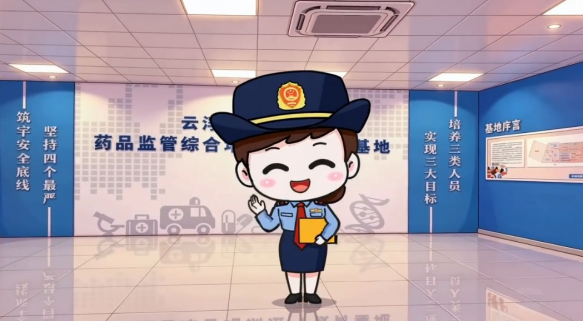 坚持四个最严
筑牢安全底线
云
药品监管综合
基地
培养三类人员
实现三大目标
基地序言